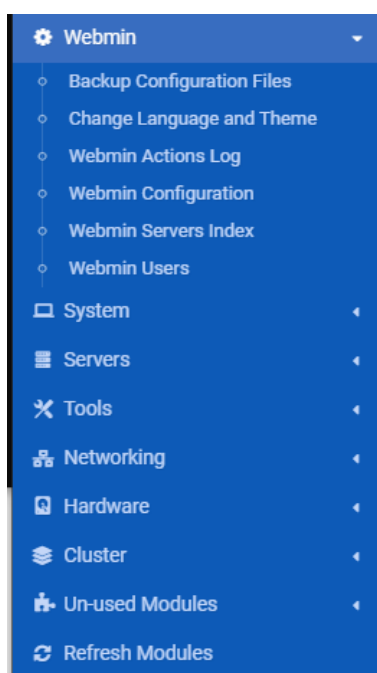 Webmin
Backup Configuration Files
Change Language and Theme
Webmin Actions Log
Webmin Configuration
Webmin Servers Index
Webmin Users
System
Servers
Tools
Networking
Hardware
Cluster
Un-used Modules
Refresh Modules